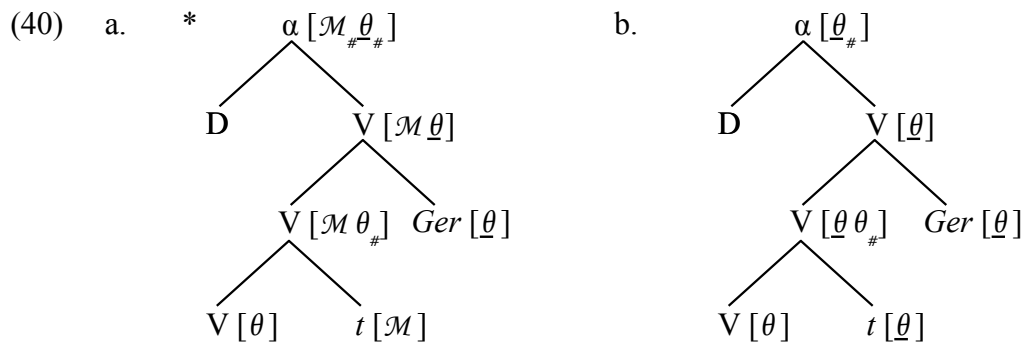 (40) a. * α [ℳ# θ̲#] b. α [θ̲#]
D V [ℳ θ̲] D V [θ̲]
V [ℳ θ#] Ger [θ̲] V [θ̲ θ#] Ger [θ̲]
V [θ] t [ℳ] V [θ] t [θ̲]